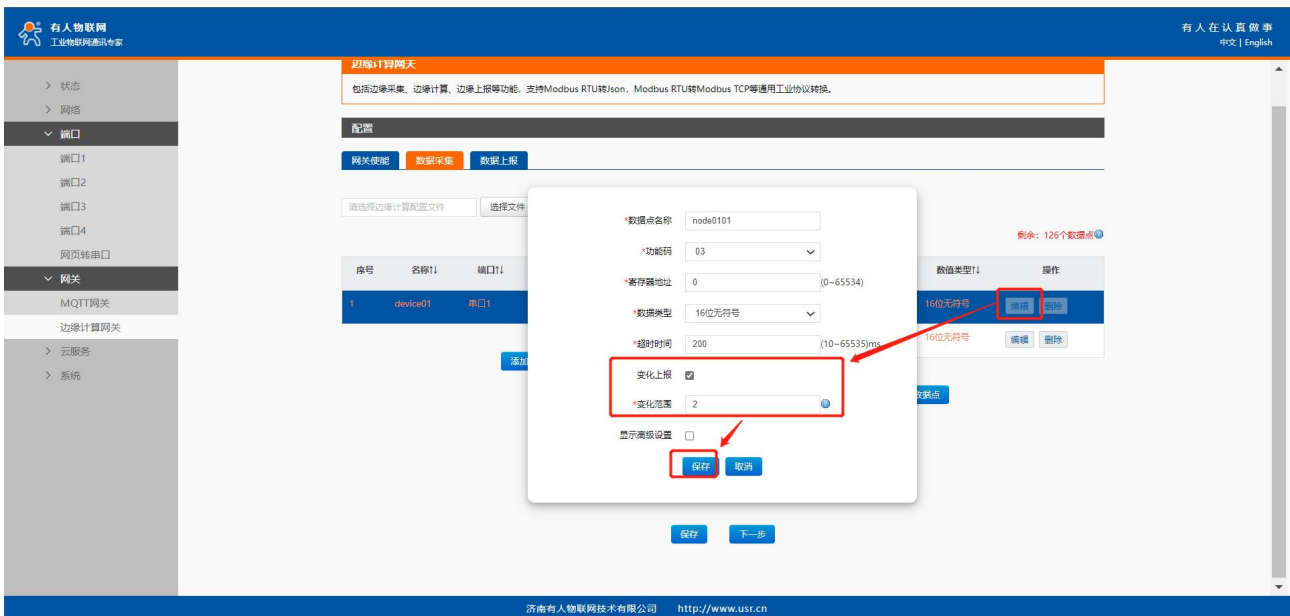 有人物联网
工业物联网通讯专家
有人在认真做事
中文 | English
状态
网络
端口
端口1
端口2
端口3
端口4
网页转串口
网关
MQTT网关
边缘计算网关
云服务
系统
边缘计算网关
包括边缘采集、边缘计算、边缘上报等功能，支持Modbus RTU转Json，Modbus RTU转Modbus TCP等通用工业协议转换。
配置
网关使能 数据采集 数据上报
请选择边缘计算配置文件 选择文件
剩余：126个数据点
序号 名称↑↓ 端口↑↓ 数值类型↑↓ 操作
1 device01 串口1 16位无符号 编辑 删除
16位无符号 编辑 删除
添加
数据点
*数据点名称 node0101
*功能码 03
*寄存器地址 0 (0~65534)
*数据类型 16位无符号
*超时时间 200 (10~65535)ms
变化上报
*变化范围 2
显示高级设置
保存 取消
保存 下一步
济南有人物联网技术有限公司 http://www.usr.cn